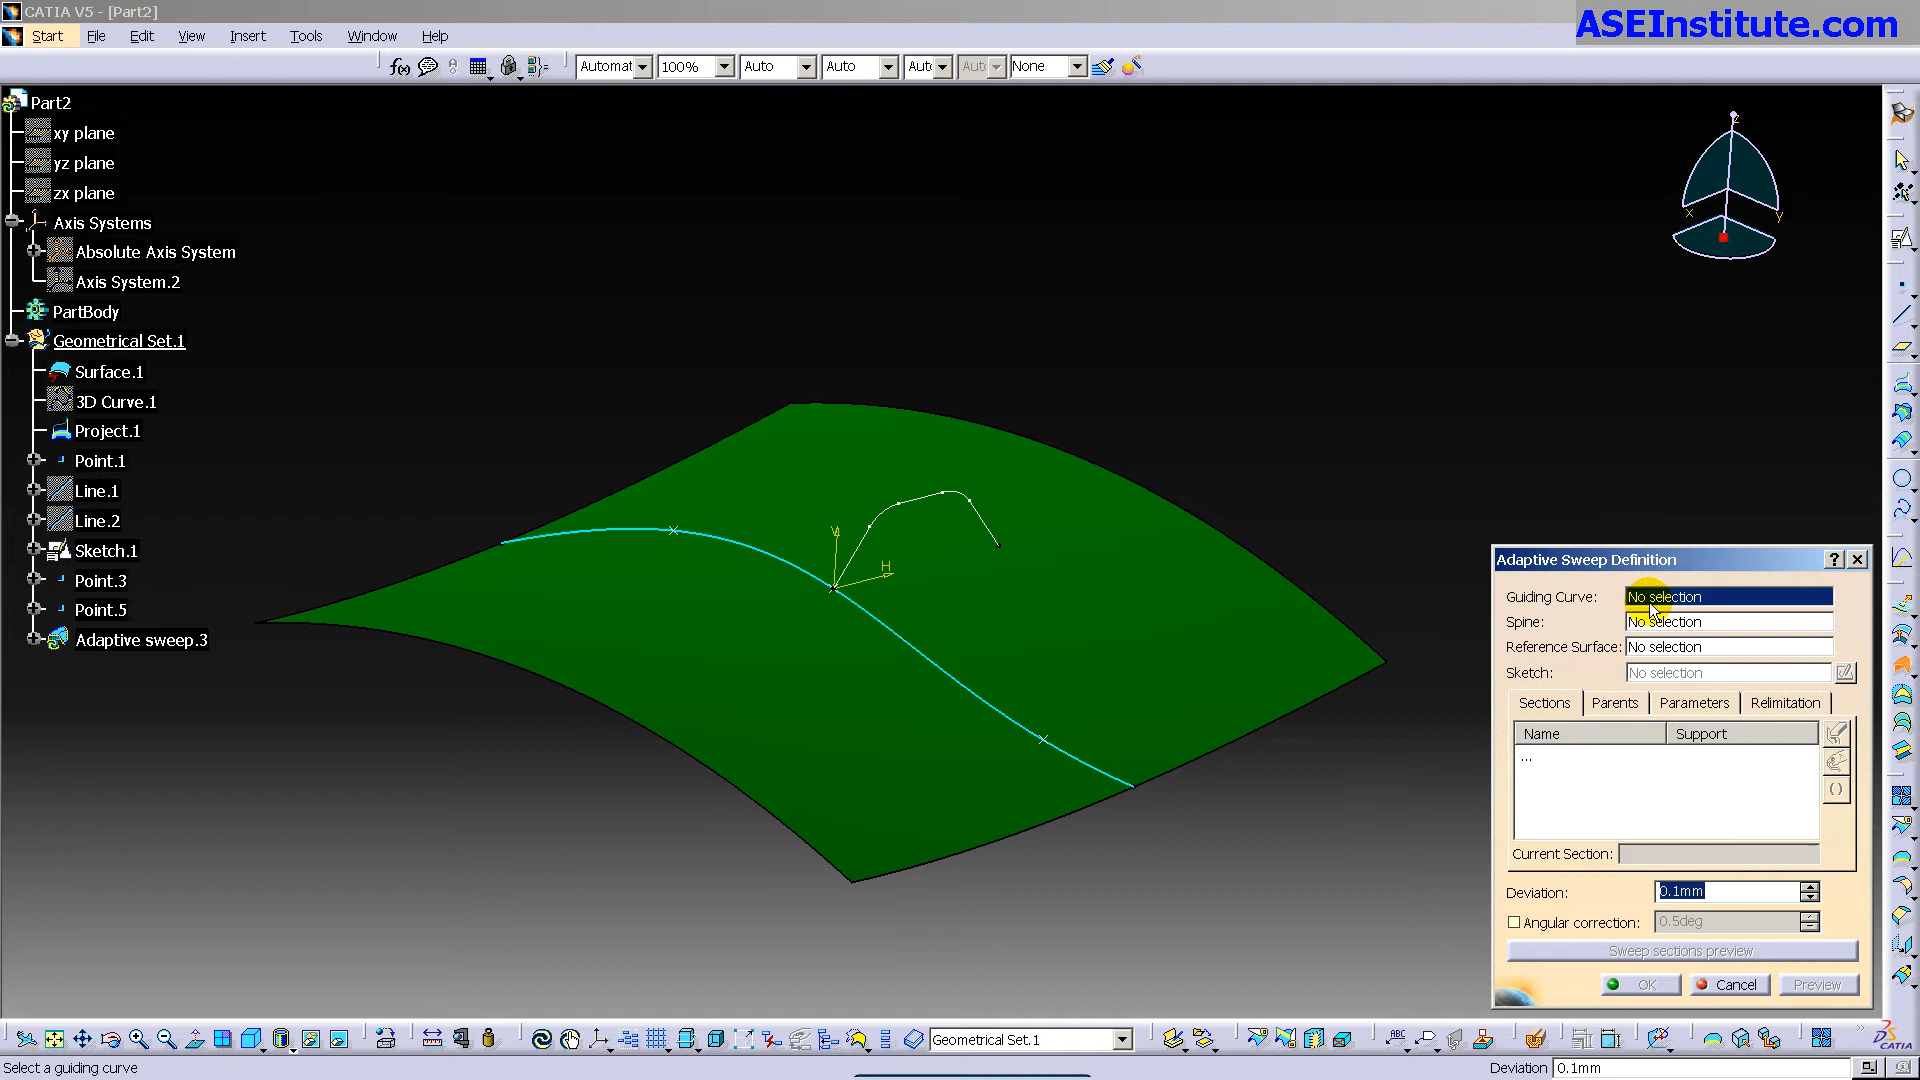 CATIA V5 - [Part2]
ASEInstitute.com
Start File Edit View Insert Tools Window Help
f(x) Automat 100% Auto Auto Aut Aut None
Part2
xy plane
yz plane
zx plane
Axis Systems
Absolute Axis System
Axis System.2
PartBody
Geometrical Set.1
Surface.1
3D Curve.1
Project.1
Point.1
Line.1
Line.2
Sketch.1
Point.3
Point.5
Adaptive sweep.3
z
x y
V
H
Adaptive Sweep Definition ? X
Guiding Curve: No selection
Spine: No selection
Reference Surface: No selection
Sketch: No selection
Sections Parents Parameters Relimitation
Name Support
...
Current Section:
Deviation: 0.1mm
Angular correction: 0.5deg
Sweep sections preview
OK Cancel Preview
Geometrical Set.1
ABC
CATIA
Select a guiding curve
Deviation 0.1mm